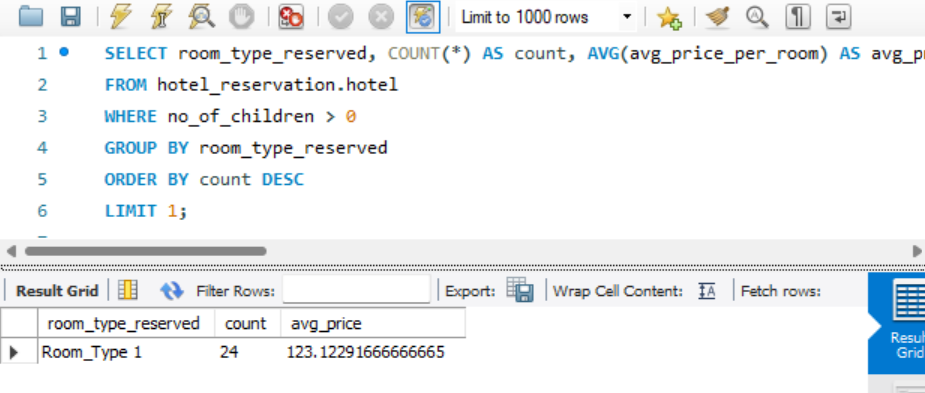 Limit to 1000 rows
1 SELECT room_type_reserved, COUNT(*) AS count, AVG(avg_price_per_room) AS avg_p
2 FROM hotel_reservation.hotel
3 WHERE no_of_children > 0
4 GROUP BY room_type_reserved
5 ORDER BY count DESC
6 LIMIT 1;
Result Grid Filter Rows: Export: Wrap Cell Content: IA Fetch rows:
room_type_reserved count avg_price
Room_Type 1 24 123.12291666666665
Result
Grid